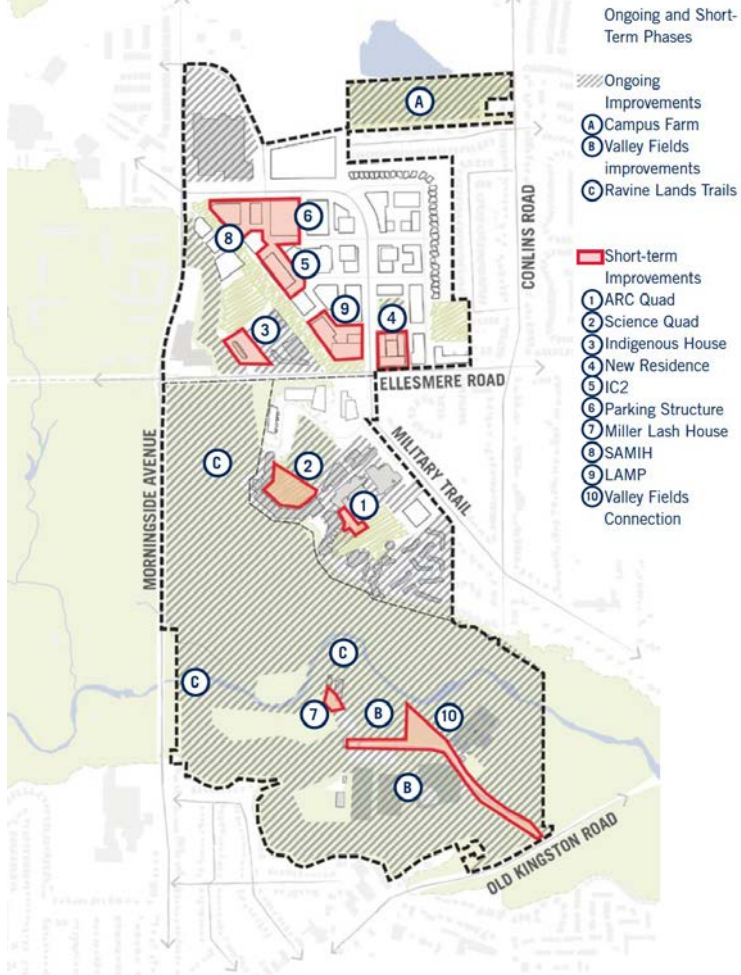 Ongoing and Short-
Term Phases
Ongoing
Improvements
A Campus Farm
B Valley Fields
improvements
C Ravine Lands Trails
Short-term
Improvements
1 ARC Quad
2 Science Quad
3 Indigenous House
4 New Residence
5 IC2
6 Parking Structure
7 Miller Lash House
8 SAMIH
9 LAMP
10 Valley Fields
Connection
A
CONLINS ROAD
6
8
5
9
4
3
ELLESMERE ROAD
MILITARY TRAIL
MORNINGSIDE AVENUE
C
2
1
C
C
7
B
10
B
OLD KINGSTON ROAD